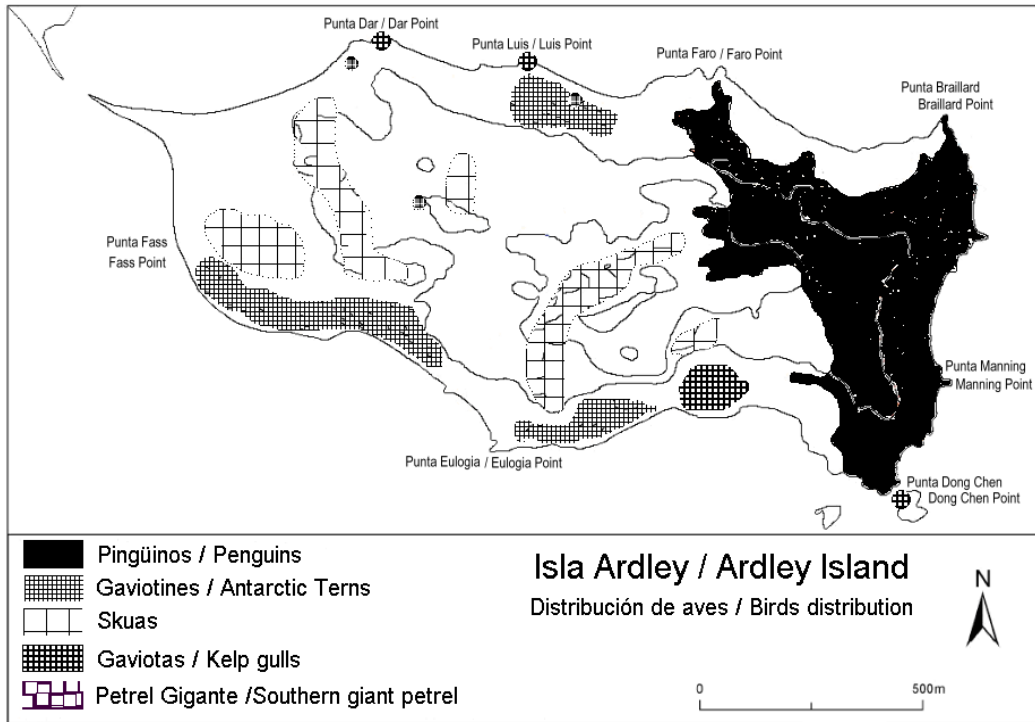 Punta Dar / Dar Point
Punta Luis / Luis Point
Punta Faro / Faro Point
Punta Braillard
Braillard Point
Punta Fass
Fass Point
Punta Manning
Manning Point
Punta Eulogia / Eulogia Point
Punta Dong Chen
Dong Chen Point
Pingüinos / Penguins
Gaviotines / Antarctic Terns
Skuas
Gaviotas / Kelp gulls
Petrel Gigante /Southern giant petrel
Isla Ardley / Ardley Island
Distribución de aves / Birds distribution
N
0 500m